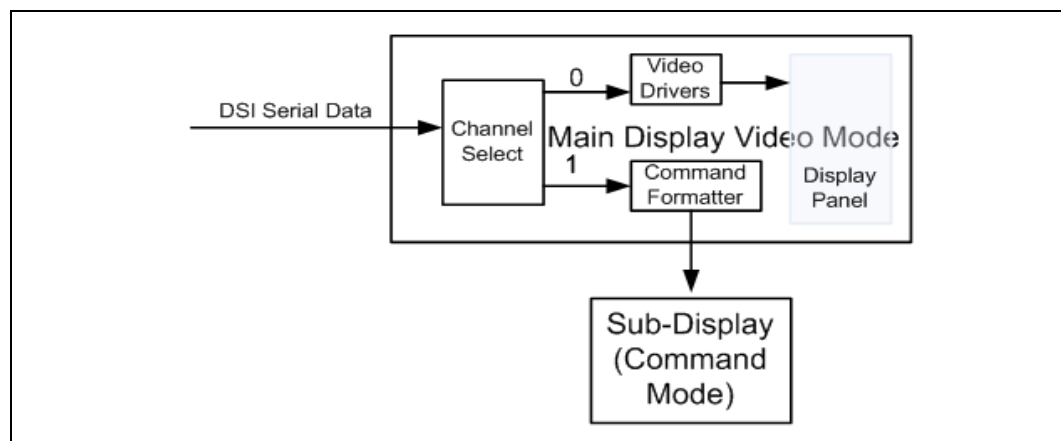 DSI Serial Data
Channel
Select
0
1
Video
Drivers
Main Display Video Mode
Command
Formatter
Display
Panel
Sub-Display
(Command
Mode)